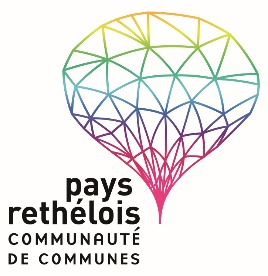 pays
rethélois
COMMUNAUTÉ
DE COMMUNES